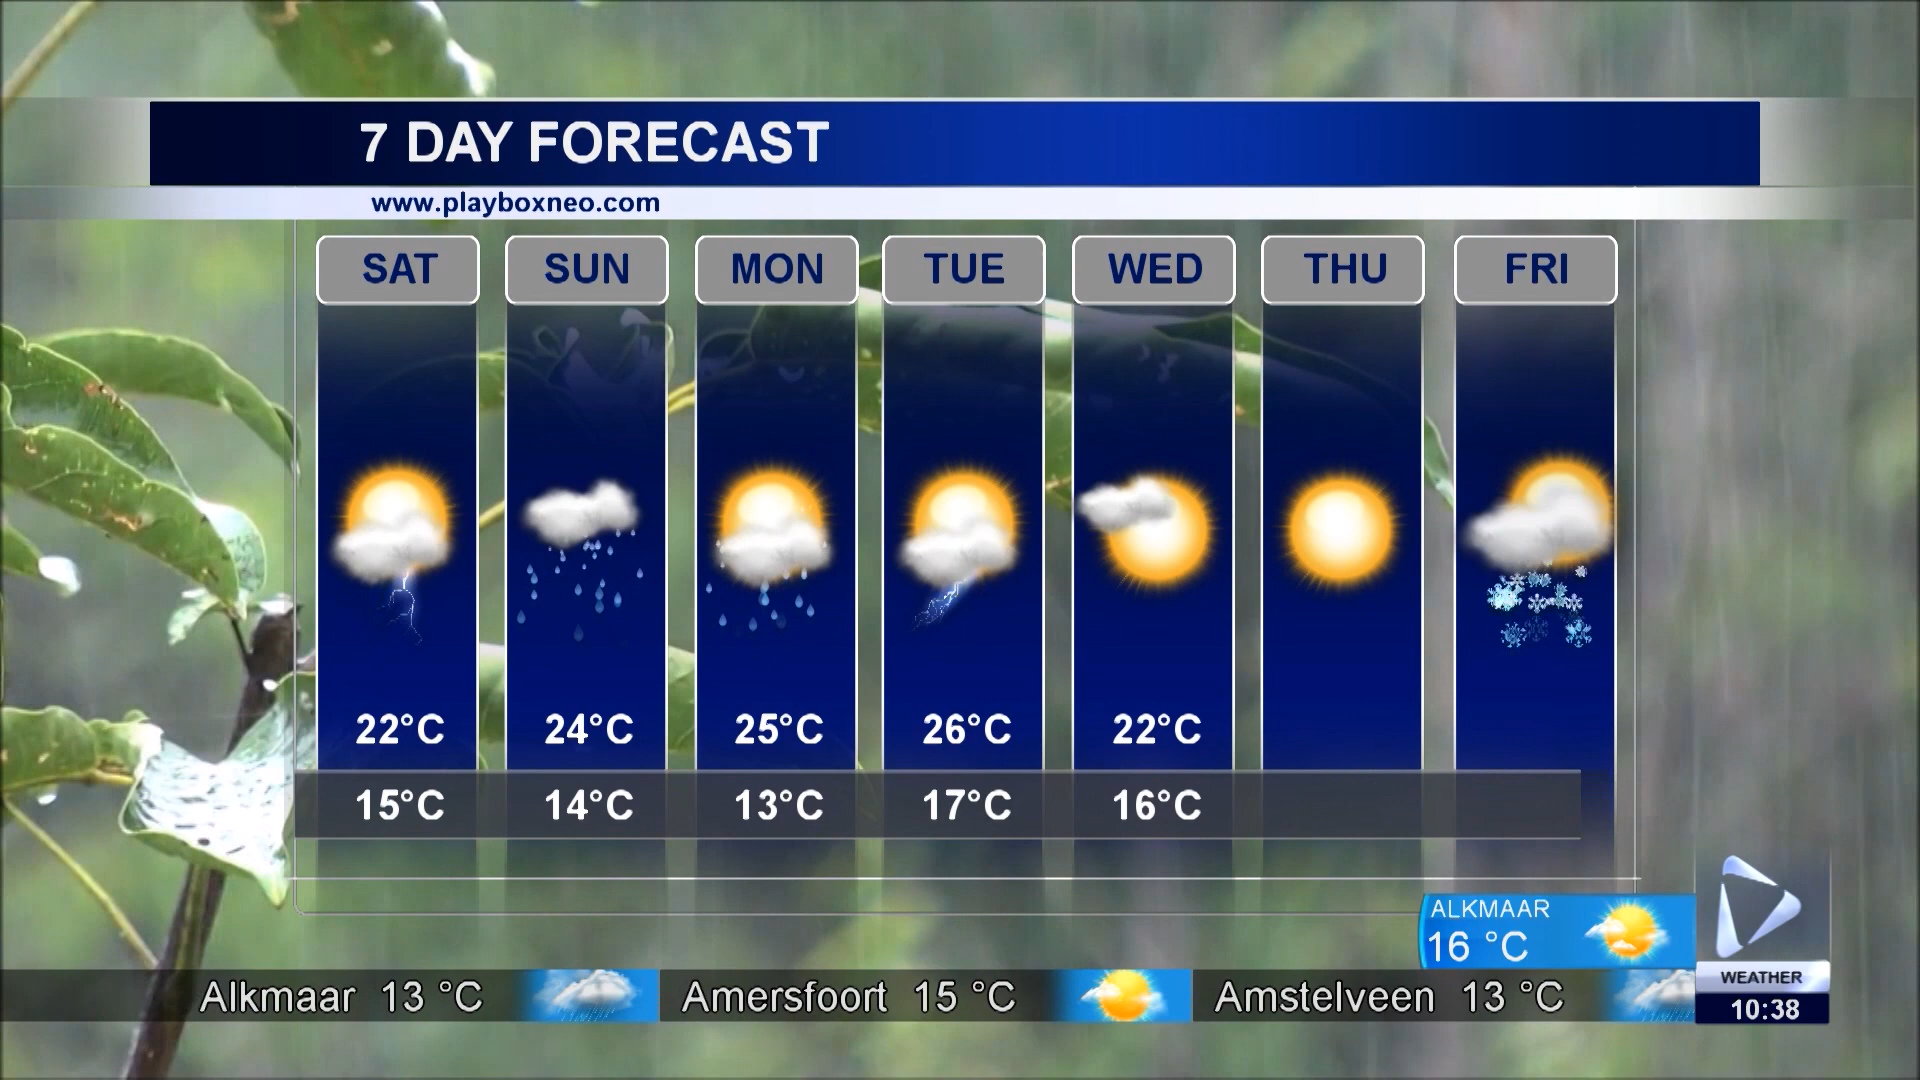 7 DAY FORECAST
www.playboxneo.com
SAT SUN MON TUE WED THU FRI
22°C 24°C 25°C 26°C 22°C
15°C 14°C 13°C 17°C 16°C
ALKMAAR
16 °C
Alkmaar 13 °C Amersfoort 15 °C Amstelveen 13 °C
WEATHER
10:38